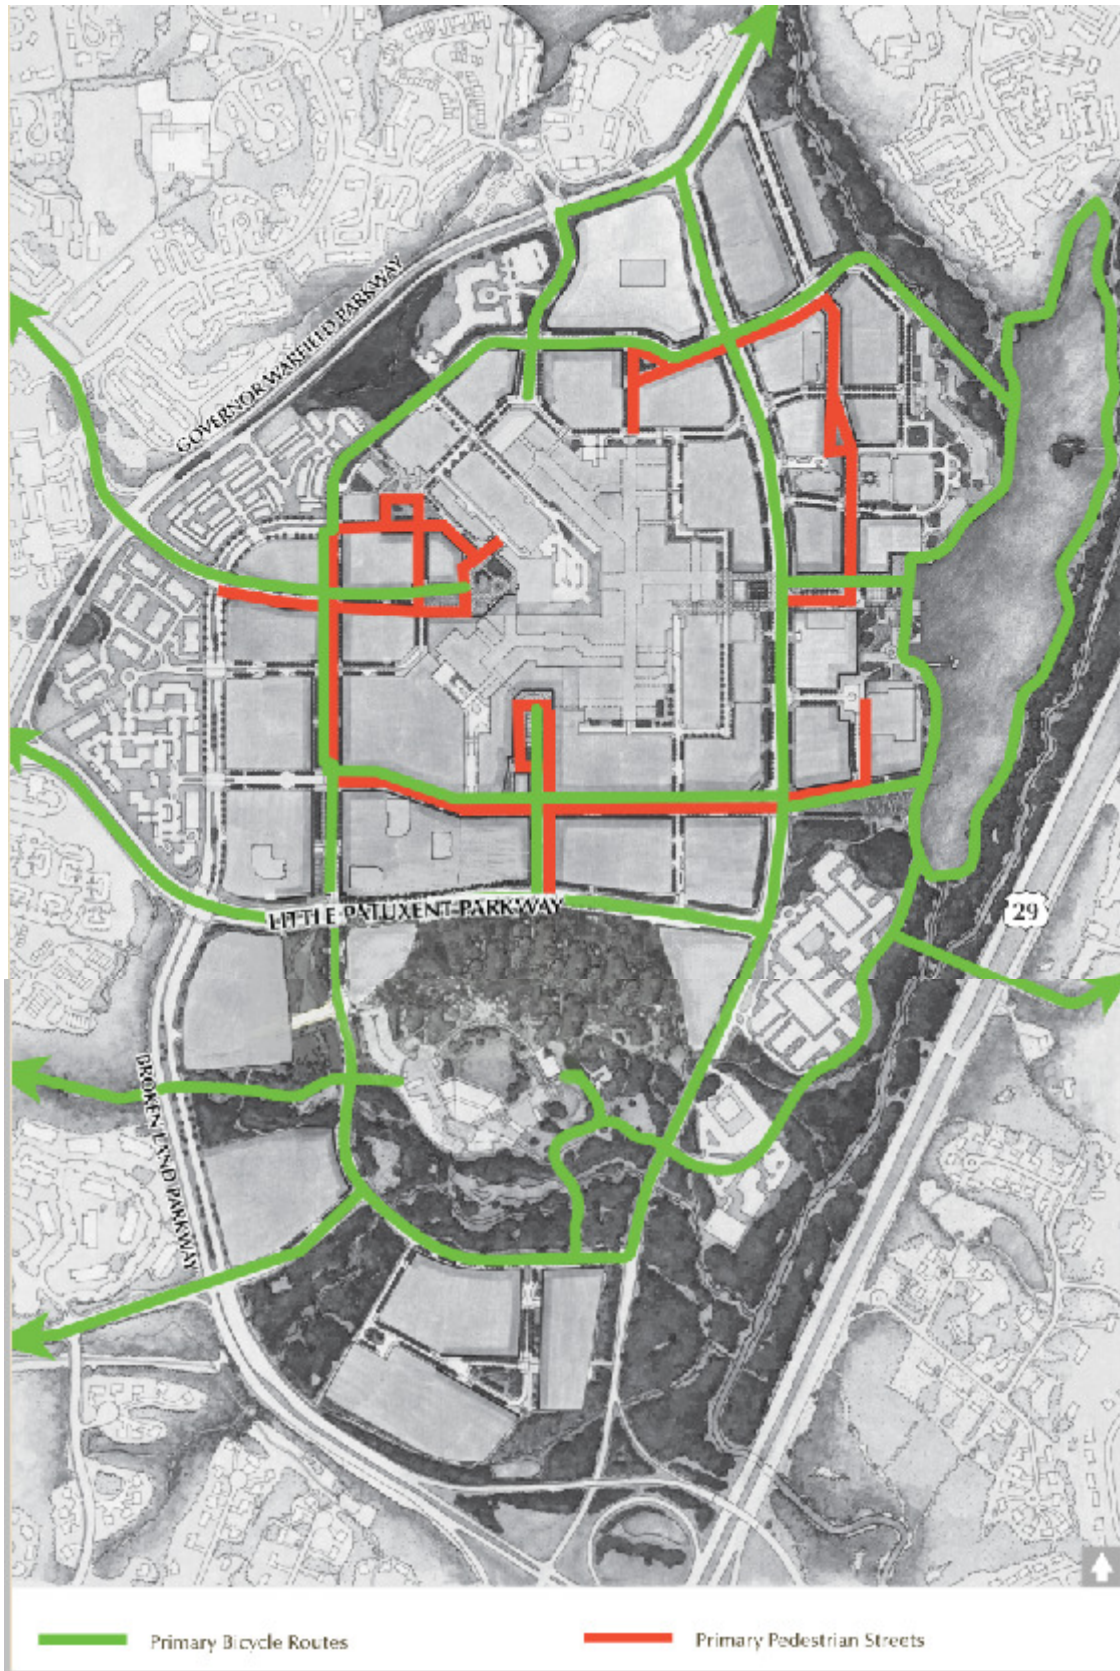 GOVERNOR WARFIELD PARKWAY
LITTLE PATUXENT PARKWAY
29
BROKEN LAND PARKWAY
Primary Bicycle Routes
Primary Pedestrian Streets